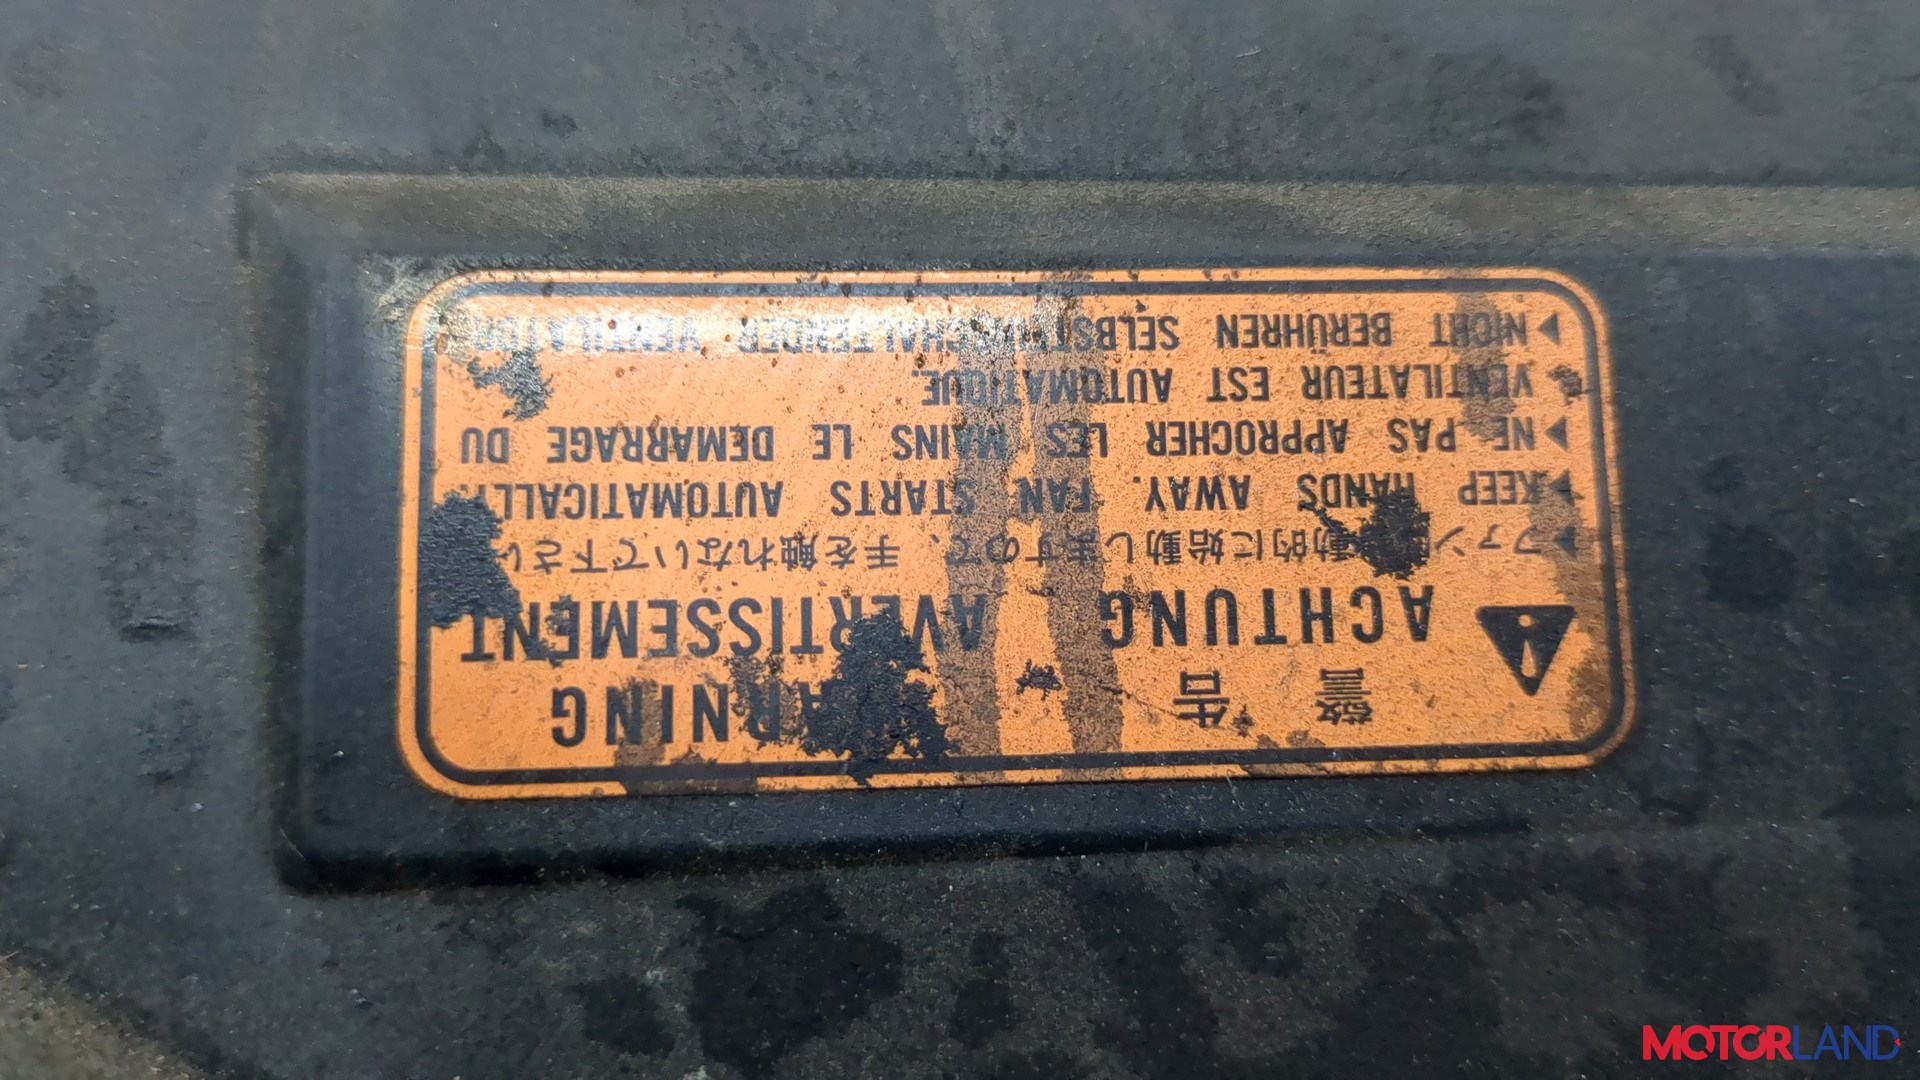 警告 WARNING
ACHTUNG AVERTISSEMENT
▶ファン動的に始動しますので、手を触れないで下さい
▶KEEP HANDS AWAY. FAN STARTS AUTOMATICALLY.
▶NE PAS APPROCHER LES MAINS LE DEMARRAGE DU
VENTILATEUR EST AUTOMATIQUE.
▶NICHT BERÜHREN SELBSTEINSCHALTENDER VENTILATOR
MOTORLAND